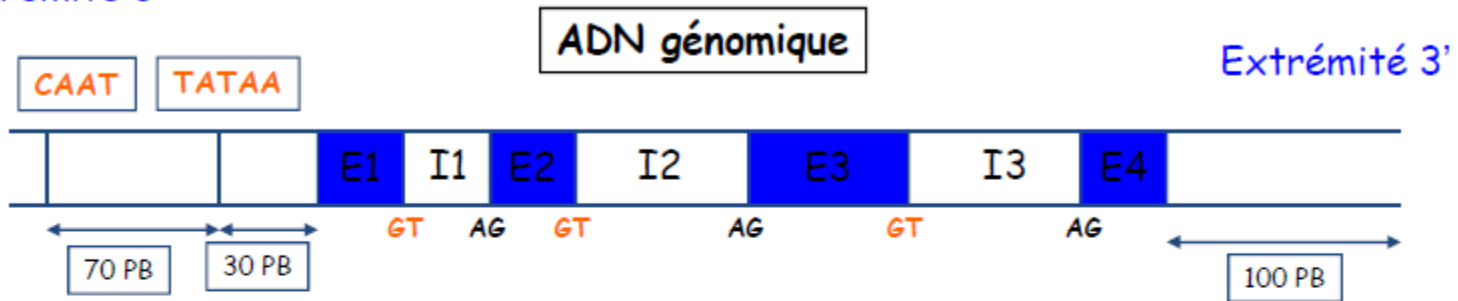 ADN génomique
Extrémité 3'
CAAT TATAA
E1 I1 E2 I2 E3 I3 E4
GT AG GT AG GT AG
70 PB 30 PB 100 PB